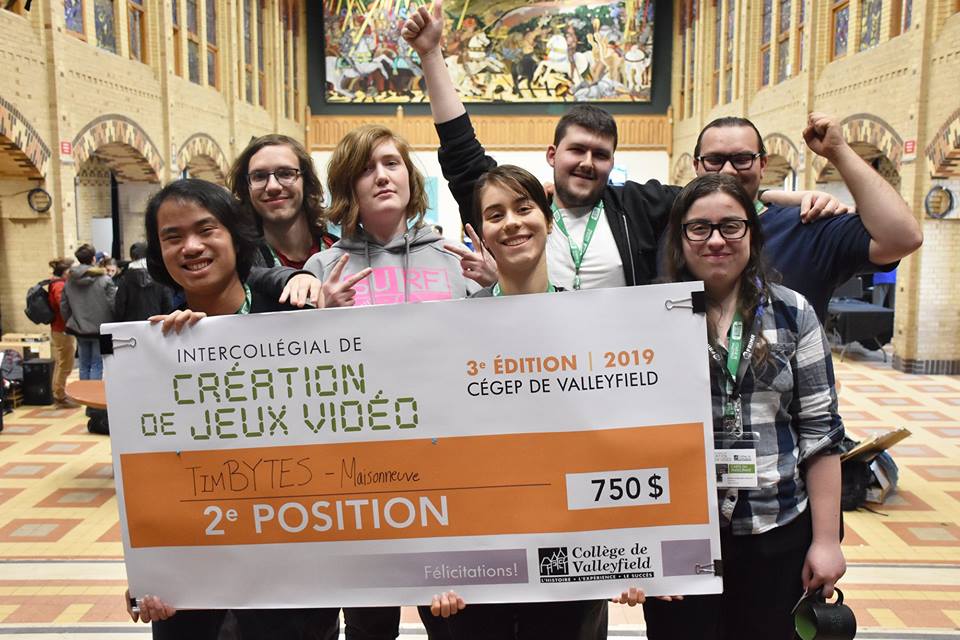 INTERCOLLÉGIAL DE
CRÉATION
DE JEUX VIDÉO
3e ÉDITION | 2019
CÉGEP DE VALLEYFIELD
TIMBYTES - Maisonneuve
750 $
2e POSITION
Félicitations!
Collège de
Valleyfield
L'HISTOIRE • L'EXPÉRIENCE • LE SUCCÈS
SURF